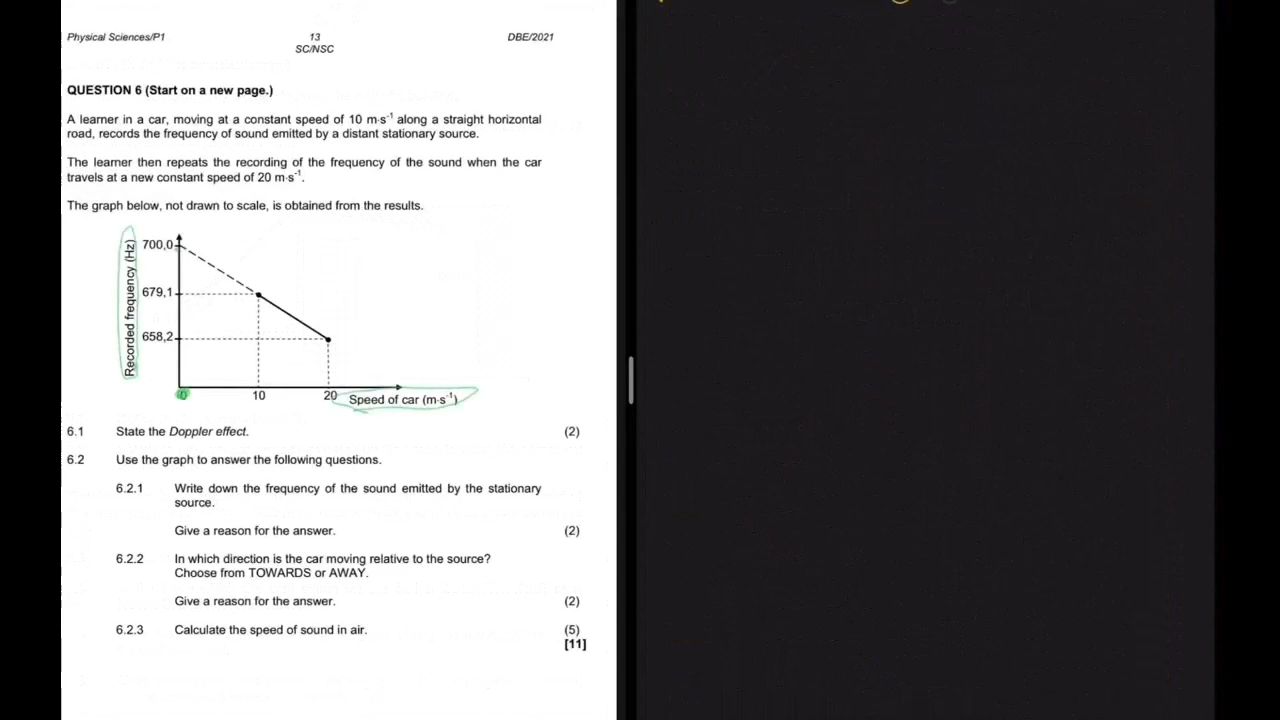 Physical Sciences/P1 13 DBE/2021
SC/NSC
QUESTION 6 (Start on a new page.)
A learner in a car, moving at a constant speed of 10 m·s⁻¹ along a straight horizontal
road, records the frequency of sound emitted by a distant stationary source.
The learner then repeats the recording of the frequency of the sound when the car
travels at a new constant speed of 20 m·s⁻¹.
The graph below, not drawn to scale, is obtained from the results.
Recorded frequency (Hz)
700,0
679,1
658,2
0 10 20 Speed of car (m·s⁻¹)
6.1 State the Doppler effect. (2)
6.2 Use the graph to answer the following questions.
6.2.1 Write down the frequency of the sound emitted by the stationary
source.
Give a reason for the answer. (2)
6.2.2 In which direction is the car moving relative to the source?
Choose from TOWARDS or AWAY.
Give a reason for the answer. (2)
6.2.3 Calculate the speed of sound in air. (5)
[11]